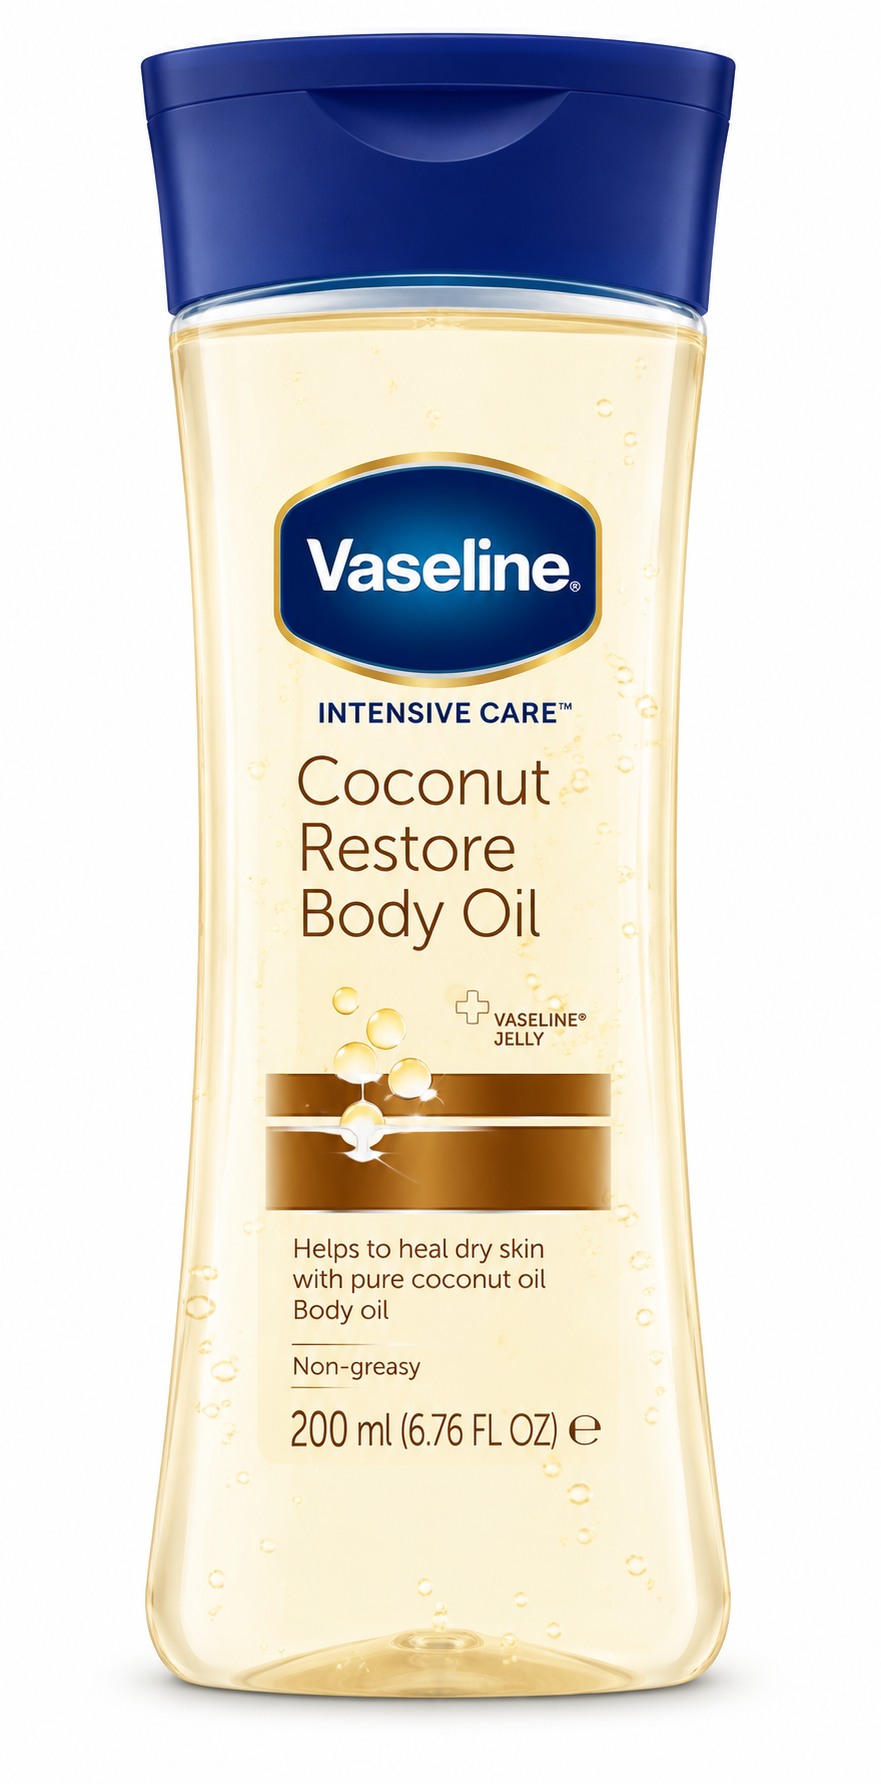 Vaseline®
INTENSIVE CARE™
Coconut
Restore
Body Oil
VASELINE®
JELLY
Helps to heal dry skin
with pure coconut oil
Body oil
Non-greasy
200 ml (6.76 FL OZ) ℮